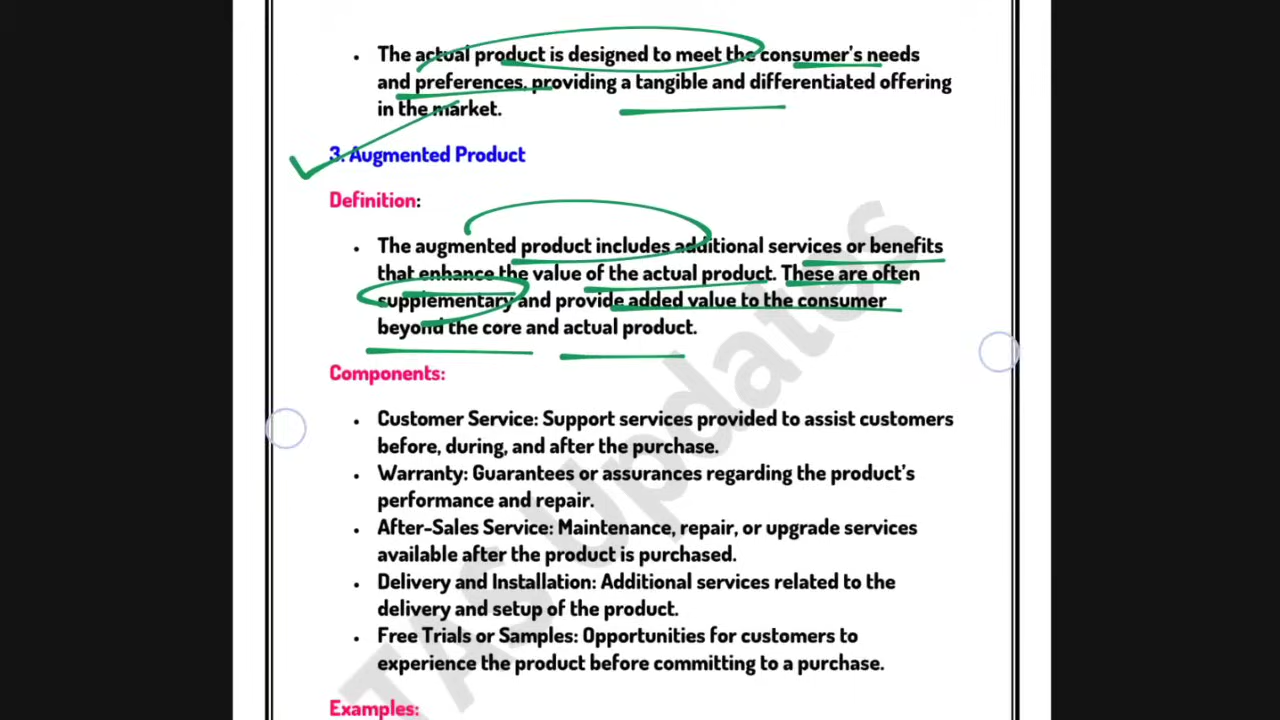 • The actual product is designed to meet the consumer's needs
and preferences, providing a tangible and differentiated offering
in the market.
3. Augmented Product
Definition:
• The augmented product includes additional services or benefits
that enhance the value of the actual product. These are often
supplementary and provide added value to the consumer
beyond the core and actual product.
Components:
• Customer Service: Support services provided to assist customers
before, during, and after the purchase.
• Warranty: Guarantees or assurances regarding the product's
performance and repair.
• After-Sales Service: Maintenance, repair, or upgrade services
available after the product is purchased.
• Delivery and Installation: Additional services related to the
delivery and setup of the product.
• Free Trials or Samples: Opportunities for customers to
experience the product before committing to a purchase.
Examples:
TAS Updates